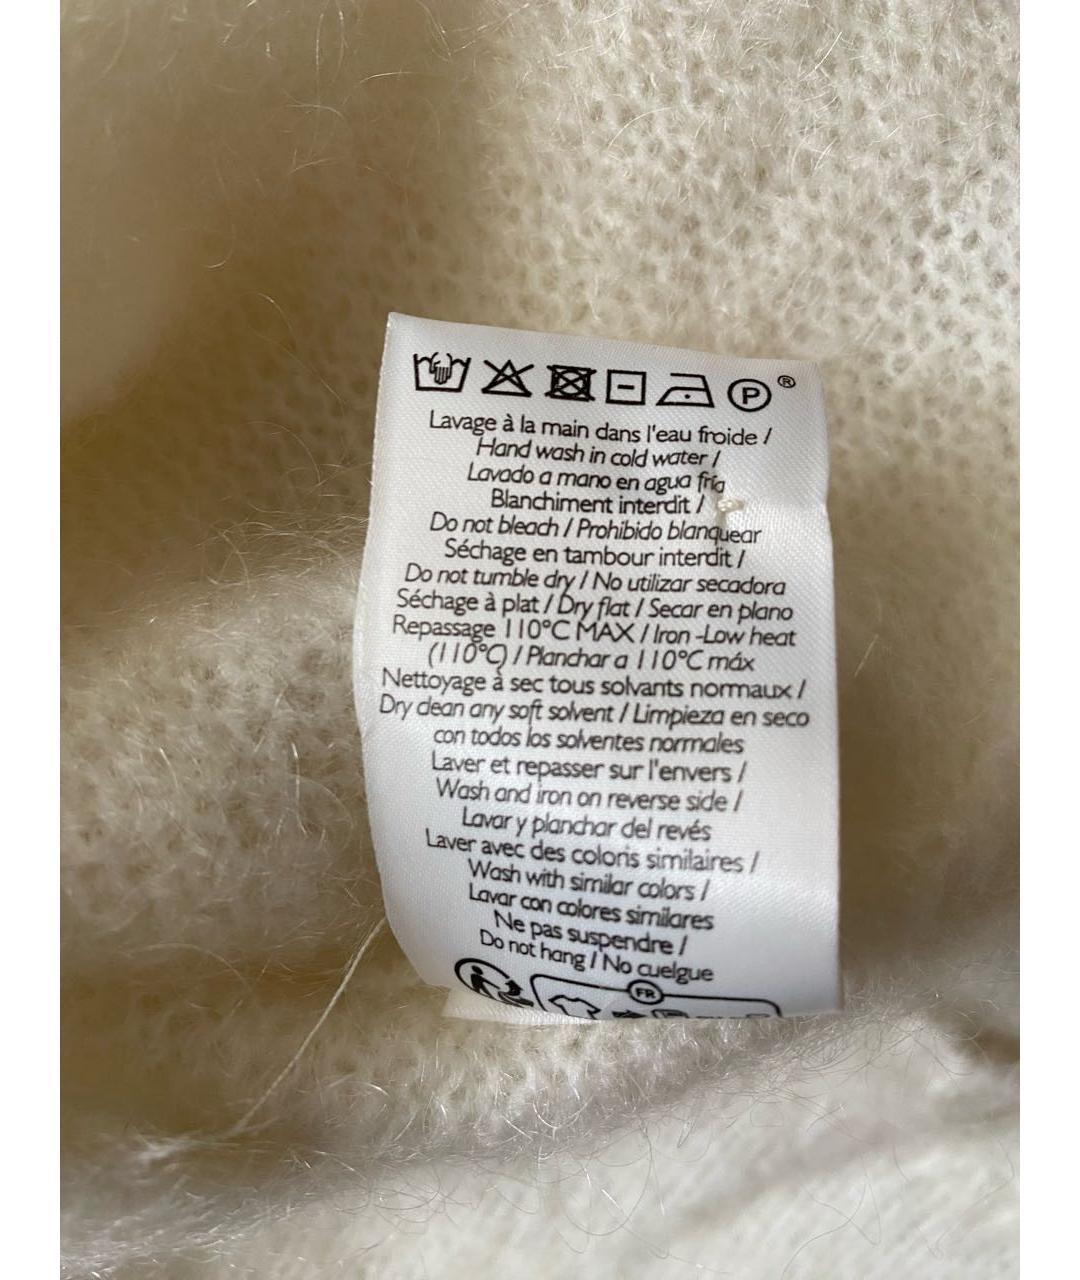 P ®
Lavage à la main dans l'eau froide /
Hand wash in cold water /
Lavado a mano en agua fría
Blanchiment interdit /
Do not bleach / Prohibido blanquear
Séchage en tambour interdit /
Do not tumble dry / No utilizar secadora
Séchage à plat / Dry flat / Secar en plano
Repassage 110°C MAX / Iron -Low heat
(110°C) / Planchar a 110°C máx
Nettoyage à sec tous solvants normaux /
Dry clean any soft solvent / Limpieza en seco
con todos los solventes normales
Laver et repasser sur l'envers /
Wash and iron on reverse side /
Lavar y planchar del revés
Laver avec des coloris similaires /
Wash with similar colors /
Lavar con colores similares
Ne pas suspendre /
Do not hang / No cuelgue
FR